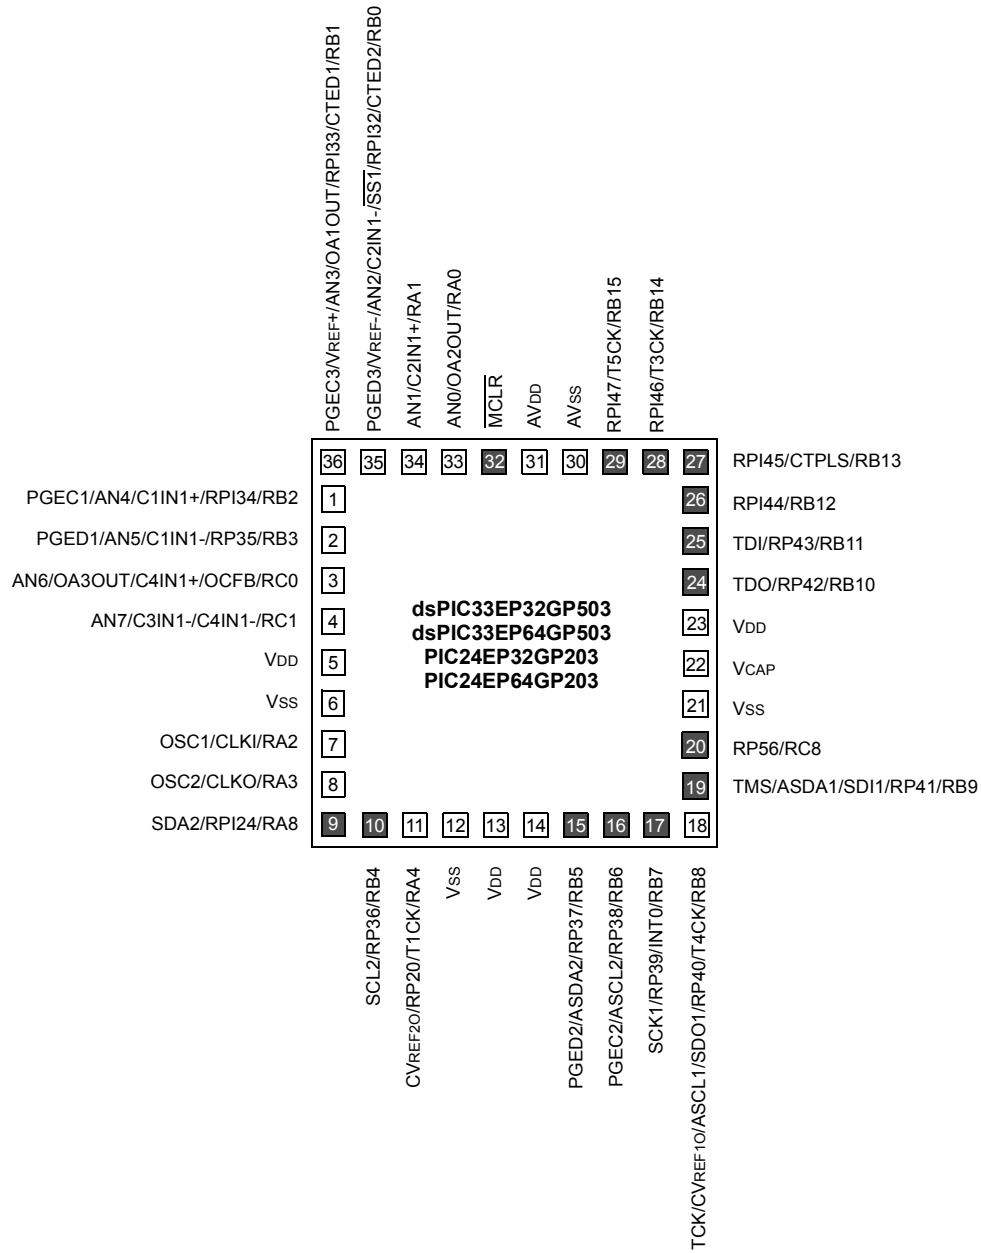 PGEC3/VREF+/AN3/OA1OUT/RPI33/CTED1/RB1
PGED3/VREF-/AN2/C2IN1-/SS1/RPI32/CTED2/RB0
AN1/C2IN1+/RA1
AN0/OA2OUT/RA0
MCLR
AVDD
AVSS
RPI47/T5CK/RB15
RPI46/T3CK/RB14
36 35 34 33 32 31 30 29 28 27 RPI45/CTPLS/RB13
PGEC1/AN4/C1IN1+/RPI34/RB2 1
26 RPI44/RB12
PGED1/AN5/C1IN1-/RP35/RB3 2
25 TDI/RP43/RB11
AN6/OA3OUT/C4IN1+/OCFB/RC0 3
24 TDO/RP42/RB10
AN7/C3IN1-/C4IN1-/RC1 4
23 VDD
VDD 5
22 VCAP
VSS 6
21 VSS
OSC1/CLKI/RA2 7
20 RP56/RC8
OSC2/CLKO/RA3 8
19 TMS/ASDA1/SDI1/RP41/RB9
dsPIC33EP32GP503
dsPIC33EP64GP503
PIC24EP32GP203
PIC24EP64GP203
SDA2/RPI24/RA8 9 10 11 12 13 14 15 16 17 18
SCL2/RP36/RB4
CVREF2O/RP20/T1CK/RA4
VSS
VDD
VDD
PGED2/ASDA2/RP37/RB5
PGEC2/ASCL2/RP38/RB6
SCK1/RP39/INT0/RB7
TCK/CVREF1O/ASCL1/SDO1/RP40/T4CK/RB8